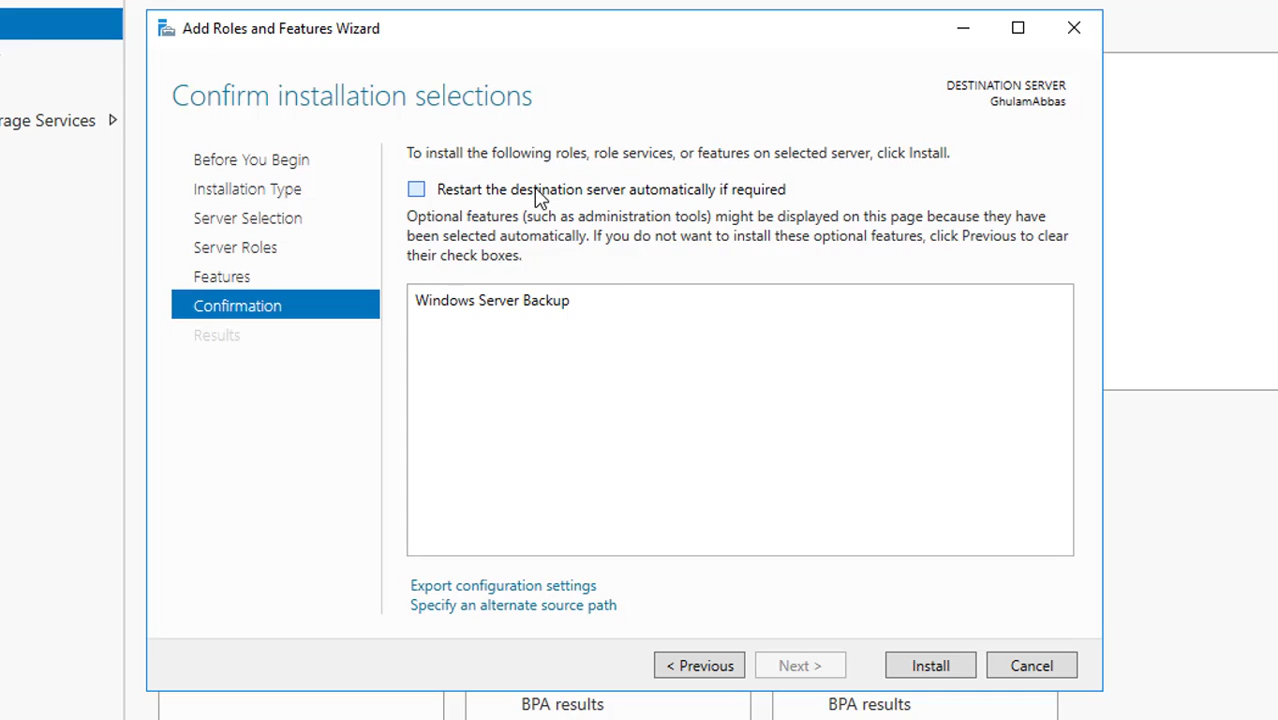 Add Roles and Features Wizard
Confirm installation selections
DESTINATION SERVER
GhulamAbbas
rage Services
Before You Begin
Installation Type
Server Selection
Server Roles
Features
Confirmation
Results
To install the following roles, role services, or features on selected server, click Install.
Restart the destination server automatically if required
Optional features (such as administration tools) might be displayed on this page because they have
been selected automatically. If you do not want to install these optional features, click Previous to clear
their check boxes.
Windows Server Backup
Export configuration settings
Specify an alternate source path
< Previous
Next >
Install
Cancel
BPA results
BPA results